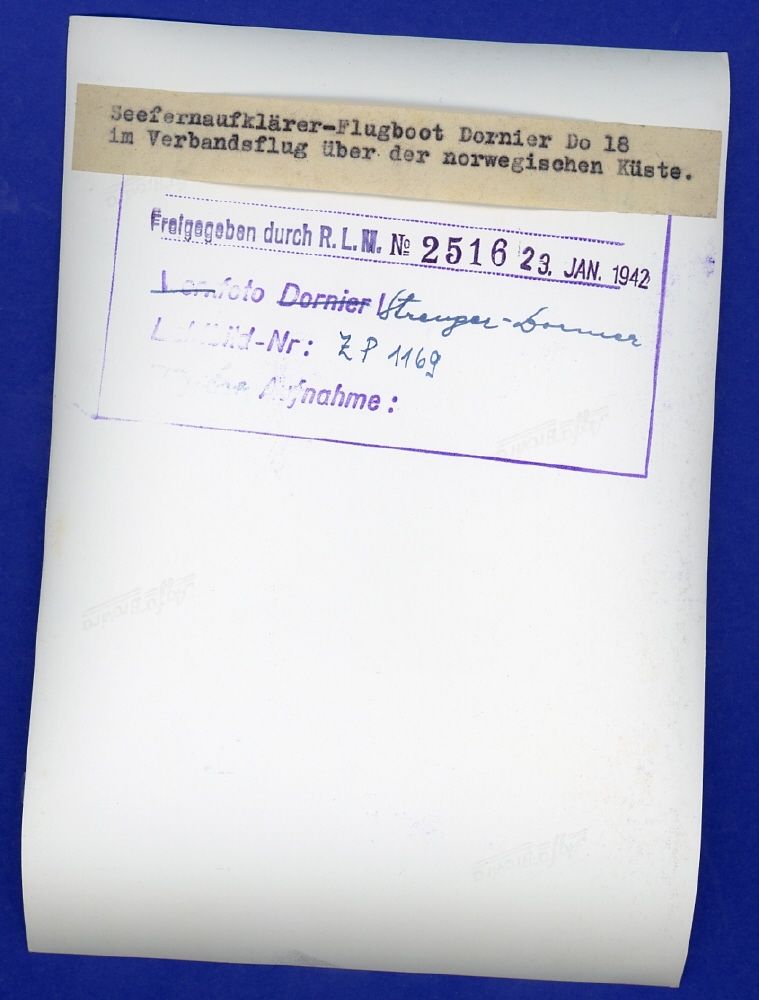 Seefernaufklärer-Flugboot Dornier Do 18
im Verbandsflug über der norwegischen Küste.
Freigegeben durch R. L. M. № 2516 23. JAN. 1942
Dornier Strenger-Dornier
Nr: ZP 1169
Aufnahme: